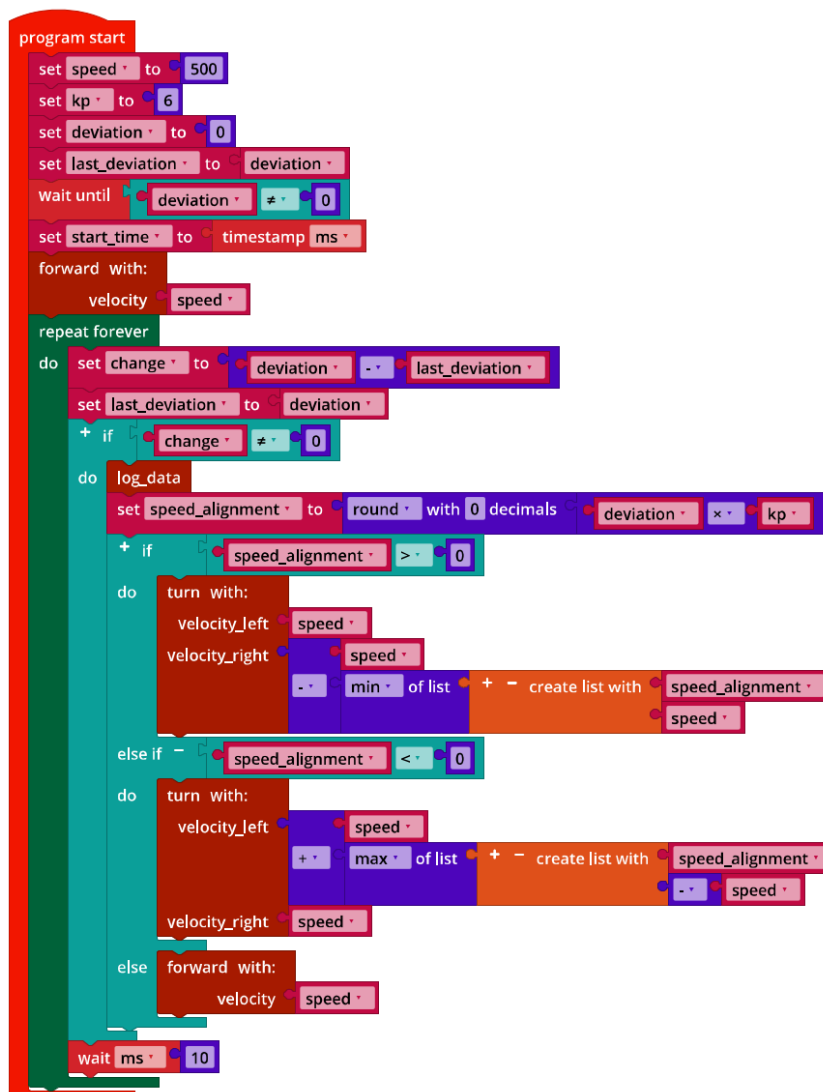 program start
set speed to 500
set kp to 6
set deviation to 0
set last_deviation to deviation
wait until deviation ≠ 0
set start_time to timestamp ms
forward with:
velocity speed
repeat forever
do set change to deviation - last_deviation
set last_deviation to deviation
+ if change ≠ 0
do log_data
set speed_alignment to round with 0 decimals deviation × kp
+ if speed_alignment > 0
do turn with:
velocity_left speed
velocity_right speed
- min of list + − create list with speed_alignment
speed
else if − speed_alignment < 0
do turn with:
velocity_left speed
+ max of list + − create list with speed_alignment
- speed
velocity_right speed
else forward with:
velocity speed
wait ms 10